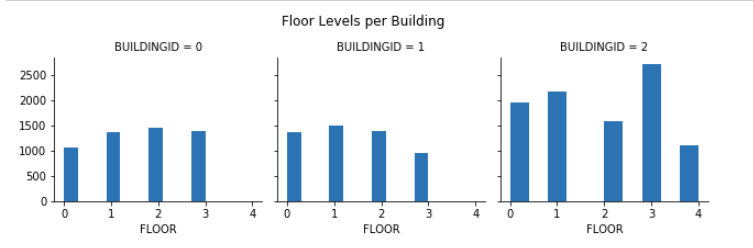 Floor Levels per Building
BUILDINGID = 0 BUILDINGID = 1 BUILDINGID = 2
2500
2000
1500
1000
500
0
0 1 2 3 4 0 1 2 3 4 0 1 2 3 4
FLOOR FLOOR FLOOR